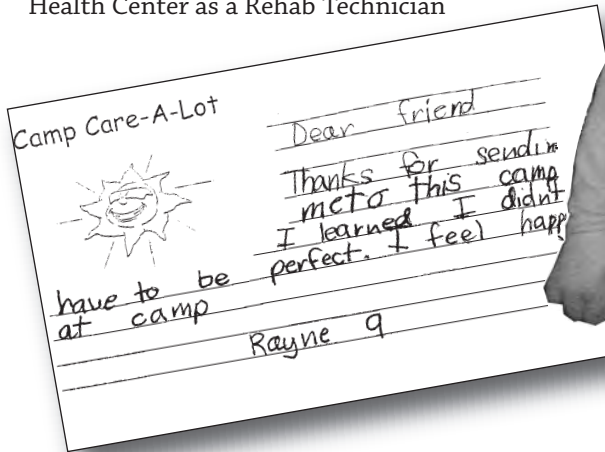 Health Center as a Rehab Technician
Camp Care-A-Lot
Dear friend
Thanks for sendin
meto this camp
I learned I didnt
have to be perfect. I feel happ
at camp
Rayne 9